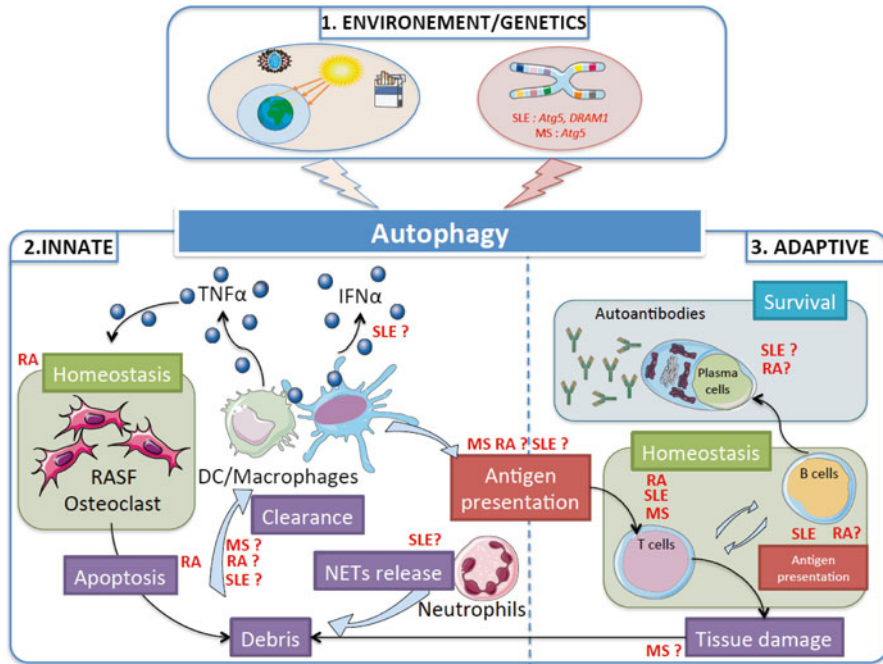 1. ENVIRONEMENT/GENETICS
SLE : Atg5, DRAM1
MS : Atg5
Autophagy
2.INNATE
3. ADAPTIVE
TNFα
IFNα
SLE ?
RA
Homeostasis
RASF
Osteoclast
DC/Macrophages
Clearance
MS ?
RA ?
SLE ?
Apoptosis
RA
SLE?
NETs release
Neutrophils
Debris
MS RA ? SLE ?
Antigen
presentation
Survival
Autoantibodies
Plasma
cells
SLE ?
RA?
Homeostasis
RA
SLE
MS
T cells
B cells
SLE
RA?
Antigen
presentation
Tissue damage
MS ?